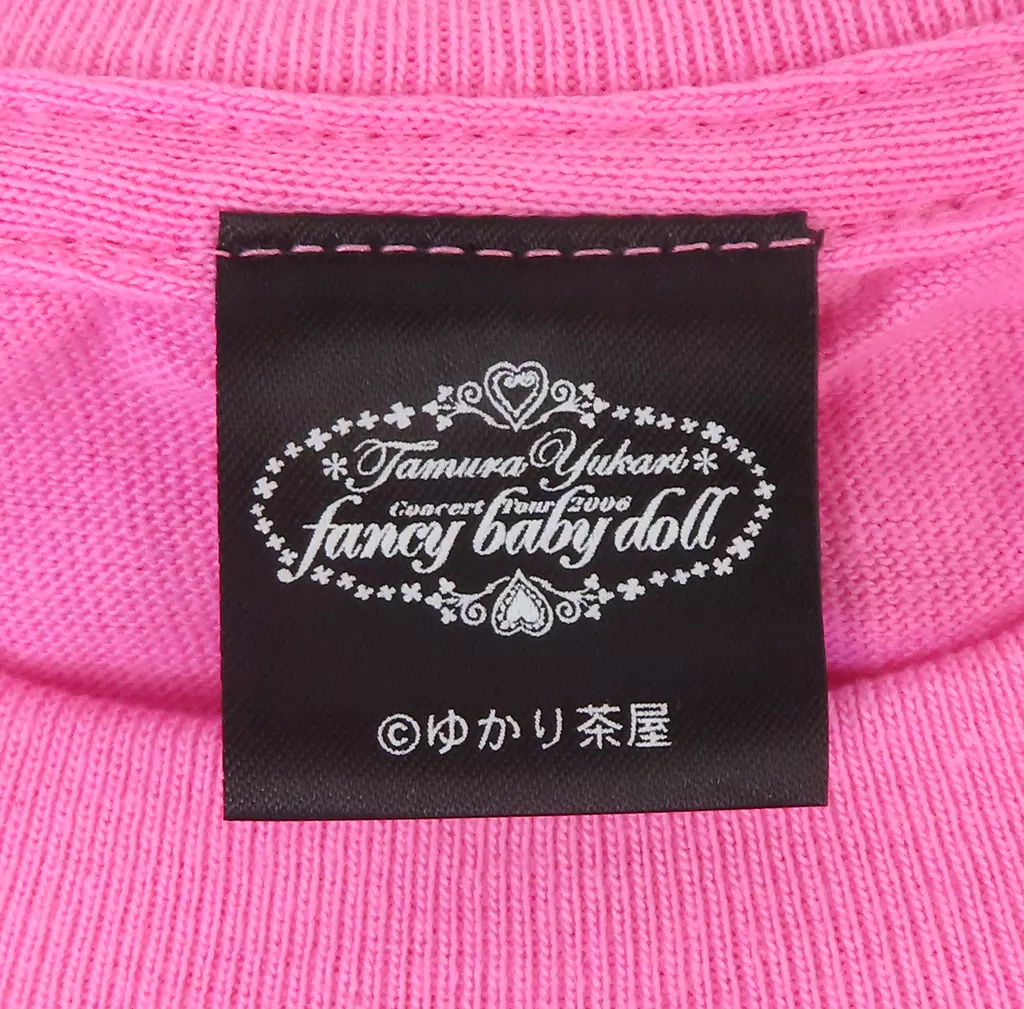 *Tamura Yukari*
Concert Tour 2006
fancy baby doll
©ゆかり茶屋